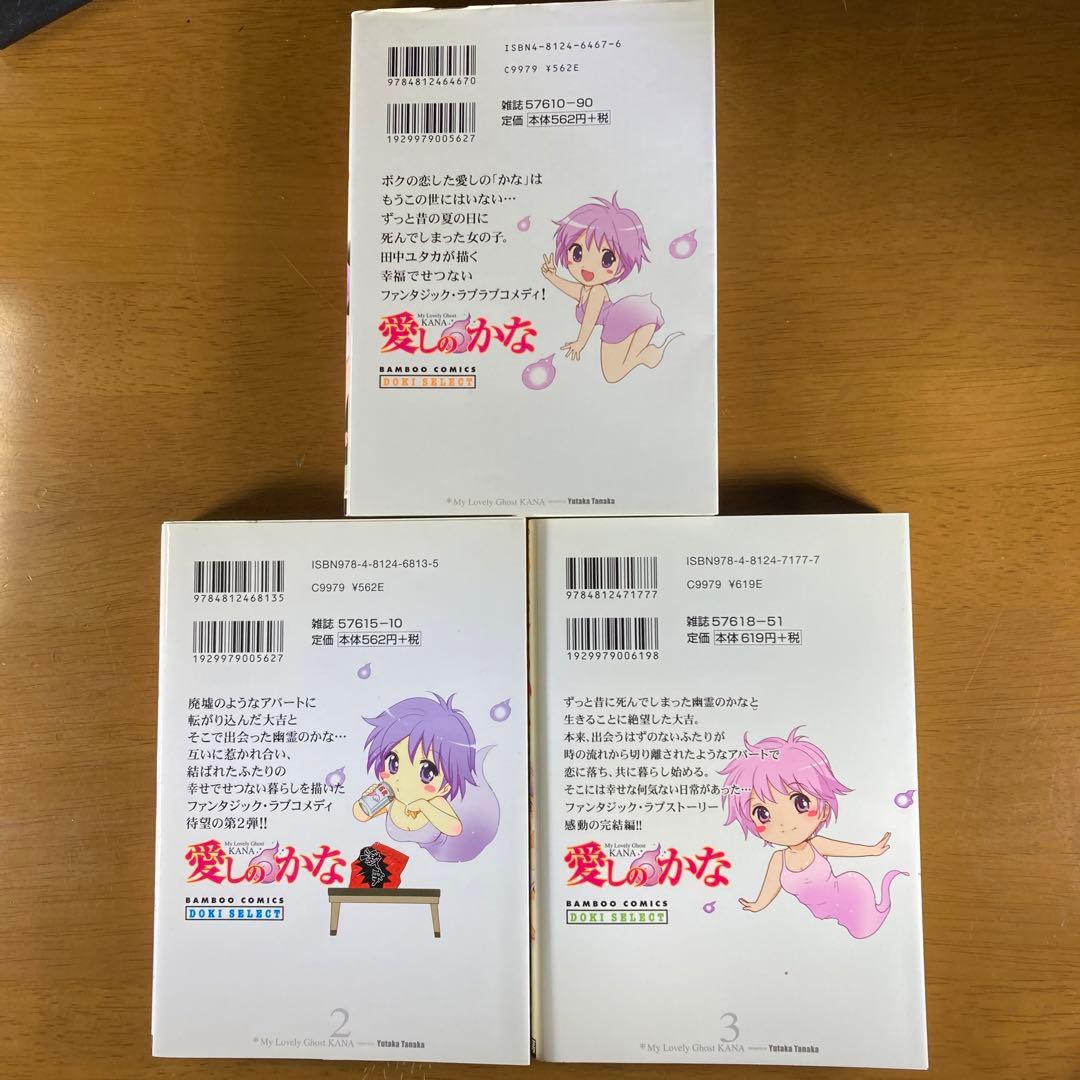 ISBN4-8124-6467-6
C9979 ¥562E
9784812464670
雑誌 57610-90
定価 本体562円+税
1929979005627
ボクの恋した愛しの「かな」は
もうこの世にはいない…
ずっと昔の夏の日に
死んでしまった女の子。
田中ユタカが描く
幸福でせつない
ファンタジック・ラブラブコメディ!
My Lovely Ghost
KANA
愛しのかな
BAMBOO COMICS
DOKI SELECT
*My Lovely Ghost KANA
Yutaka Tanaka
ISBN978-4-8124-6813-5
C9979 ¥562E
9784812468135
雑誌 57615-10
定価 本体562円+税
1929979005627
廃墟のようなアパートに
転がり込んだ大吉と
そこで出会った幽霊のかな…
互いに惹かれ合い、
結ばれたふたりの
幸せでせつない暮らしを描いた
ファンタジック・ラブコメディ
待望の第2弾!!
My Lovely Ghost
KANA
愛しのかな
BAMBOO COMICS
DOKI SELECT
2
*My Lovely Ghost KANA
Yutaka Tanaka
ISBN978-4-8124-7177-7
C9979 ¥619E
9784812471777
雑誌 57618-51
定価 本体 619円+税
1929979006198
ずっと昔に死んでしまった幽霊のかなと
生きることに絶望した大吉。
本来、出会うはずのないふたりが
時の流れから切り離されたようなアパートで
恋に落ち、共に暮らし始める。
そこには幸せな何気ない日常があった…
ファンタジック・ラブストーリー
感動の完結編!!
My Lovely Ghost
KANA
愛しのかな
BAMBOO COMICS
DOKI SELECT
3
*My Lovely Ghost KANA
Yutaka Tanaka